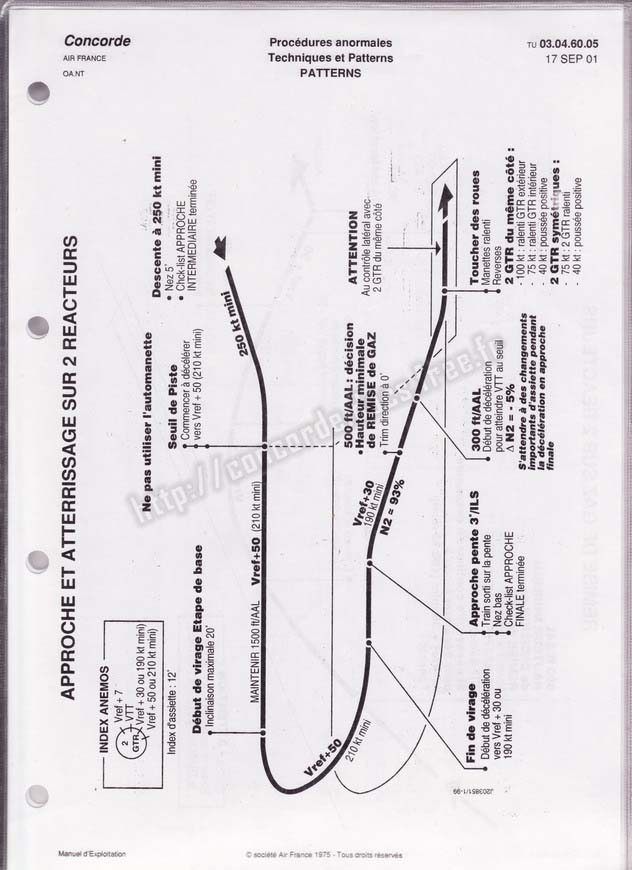 Concorde
AIR FRANCE
OA.NT
Procédures anormales
Techniques et Patterns
PATTERNS
TU 03.04.60.05
17 SEP 01
APPROCHE ET ATTERRISSAGE SUR 2 REACTEURS
INDEX ANEMOS
2
GTR
Vref + 7
VTT
Vref + 30 ou 190 kt mini)
Vref + 50 ou 210 kt mini)
Index d'assiette : 12˚
Ne pas utiliser l'automanette
Descente à 250 kt mini
• Nez 5˚
• Chck-list APPROCHE
INTERMEDIAIRE terminée
Seuil de Piste
Commencer à décélérer
vers Vref + 50 (210 kt mini)
Début de virage Etape de base
Inclinaison maximale 20˚
250 kt mini
MAINTENIR 1500 ft/AAL
Vref+50 (210 kt mini)
Vref+50
210 kt mini
Vref+30
190 kt mini
N2 = 93%
ATTENTION
Au contrôle latéral avec
2 GTR du même côté
500 ft/AAL : décision
• Hauteur minimale
de REMISE de GAZ
Trim direction à 0˚
Fin de virage
Début de décélération
vers Vref + 30 ou
190 kt mini
Approche pente 3˚/ILS
• Train sorti sur la pente
• Nez bas
Check-list APPROCHE
FINALE terminée
300 ft/AAL
Début de décélération
pour atteindre VTT au seuil
Δ N2 = - 5%
S'attendre à des changements
importants d'assiette pendant
la décélération en approche
finale
Toucher des roues
Manettes ralenti
Reverses
2 GTR du même côté :
- 100 kt : ralenti GTR extérieur
- 75 kt : ralenti GTR intérieur
- 40 kt : poussée positive
2 GTR symétriques :
- 75 kt : 2 GTR ralenti
- 40 kt : poussée positive
J203851/1-99
Manuel d'Exploitation
© société Air France 1975 - Tous droits réservés